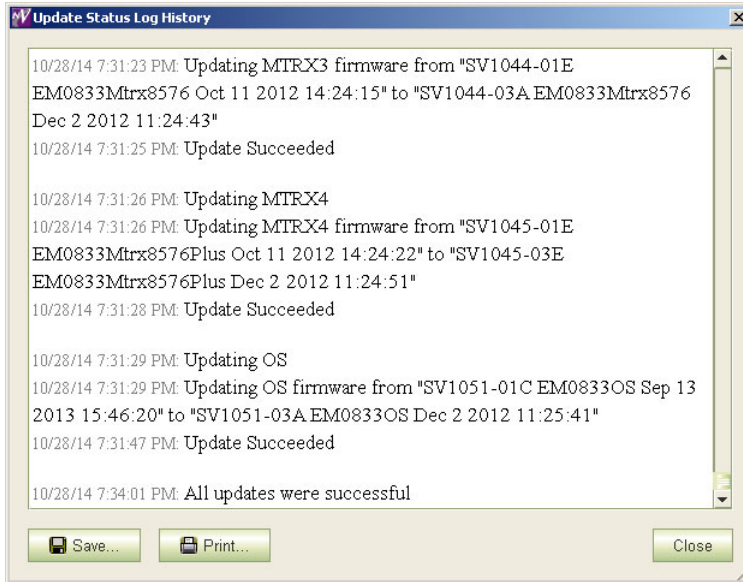 Update Status Log History
10/28/14 7:31:23 PM: Updating MTRX3 firmware from "SV1044-01E
EM0833Mtrx8576 Oct 11 2012 14:24:15" to "SV1044-03A EM0833Mtrx8576
Dec 2 2012 11:24:43"
10/28/14 7:31:25 PM: Update Succeeded
10/28/14 7:31:26 PM: Updating MTRX4
10/28/14 7:31:26 PM: Updating MTRX4 firmware from "SV1045-01E
EM0833Mtrx8576Plus Oct 11 2012 14:24:22" to "SV1045-03E
EM0833Mtrx8576Plus Dec 2 2012 11:24:51"
10/28/14 7:31:28 PM: Update Succeeded
10/28/14 7:31:29 PM: Updating OS
10/28/14 7:31:29 PM: Updating OS firmware from "SV1051-01C EM0833OS Sep 13
2013 15:46:20" to "SV1051-03A EM0833OS Dec 2 2012 11:25:41"
10/28/14 7:31:47 PM: Update Succeeded
10/28/14 7:34:01 PM: All updates were successful
Save... Print... Close